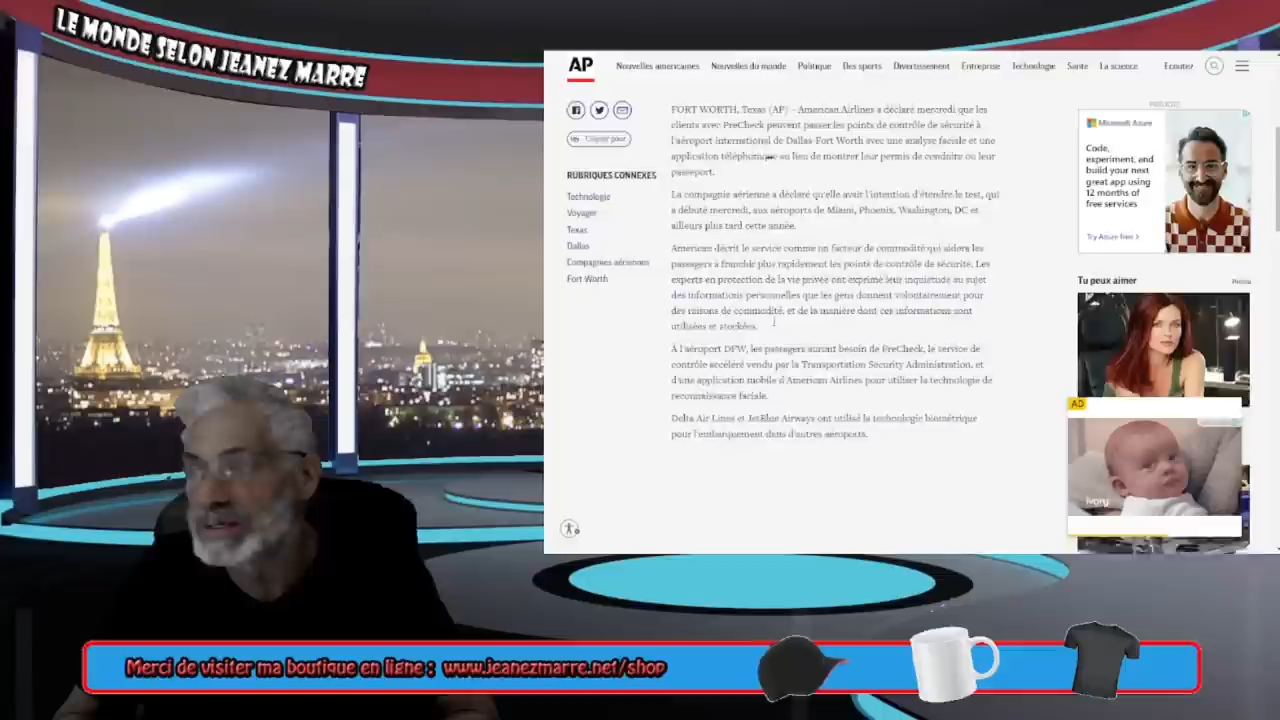 LE MONDE SELON JEANEZ MARRE
AP
Nouvelles américaines
Nouvelles du monde
Politique
Des sports
Divertissement
Entreprise
Technologie
Santé
La science
Ecoutez
FORT WORTH, Texas (AP) – American Airlines a déclaré mercredi que les
clients avec PreCheck peuvent passer les points de contrôle de sécurité à
l'aéroport international de Dallas-Fort Worth avec une analyse faciale et une
application téléphonique au lieu de montrer leur permis de conduire ou leur
passeport.
La compagnie aérienne a déclaré qu'elle avait l'intention d'étendre le test, qui
a débuté mercredi, aux aéroports de Miami, Phoenix, Washington, DC et
ailleurs plus tard cette année.
American décrit le service comme un facteur de commodité qui aidera les
passagers à franchir plus rapidement les points de contrôle de sécurité. Les
experts en protection de la vie privée ont exprimé leur inquiétude au sujet
des informations personnelles que les gens donnent volontairement pour
des raisons de commodité, et de la manière dont ces informations sont
utilisées et stockées.
À l'aéroport DFW, les passagers auront besoin de PreCheck, le service de
contrôle accéléré vendu par la Transportation Security Administration, et
d'une application mobile d'American Airlines pour utiliser la technologie de
reconnaissance faciale.
Delta Air Lines et JetBlue Airways ont utilisé la technologie biométrique
pour l'embarquement dans d'autres aéroports.
RUBRIQUES CONNEXES
Technologie
Voyager
Texas
Dallas
Compagnies aériennes
Fort Worth
PUBLICITÉ
Microsoft Azure
Code,
experiment, and
build your next
great app using
12 months of
free services
Try Azure free >
Tu peux aimer
AD
ivory
Merci de visiter ma boutique en ligne : www.jeanezmarre.net/shop